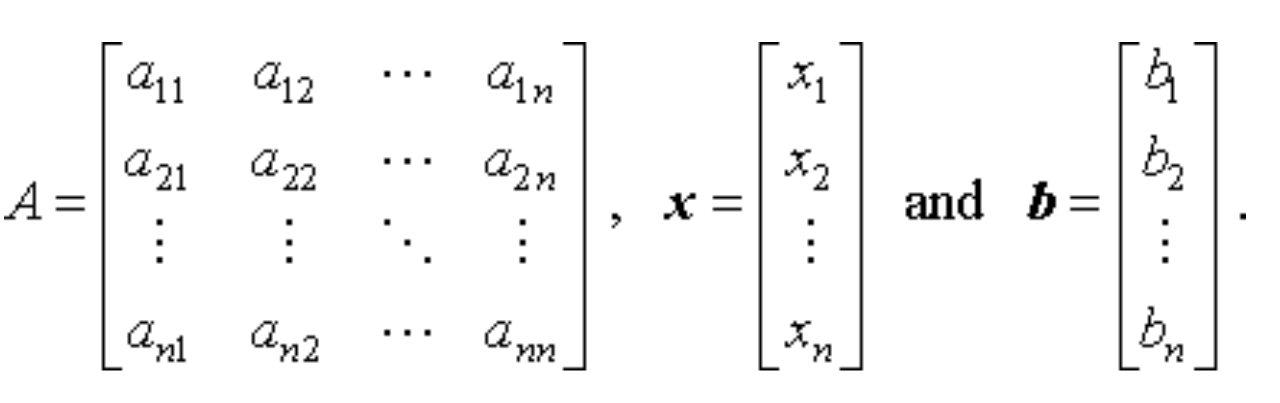 A = [ a11 a12 ⋯ a1n ; a21 a22 ⋯ a2n ; ⋮ ⋮ ⋱ ⋮ ; an1 an2 ⋯ ann ] , x = [ x1 ; x2 ; ⋮ ; xn ] and b = [ b1 ; b2 ; ⋮ ; bn ] .